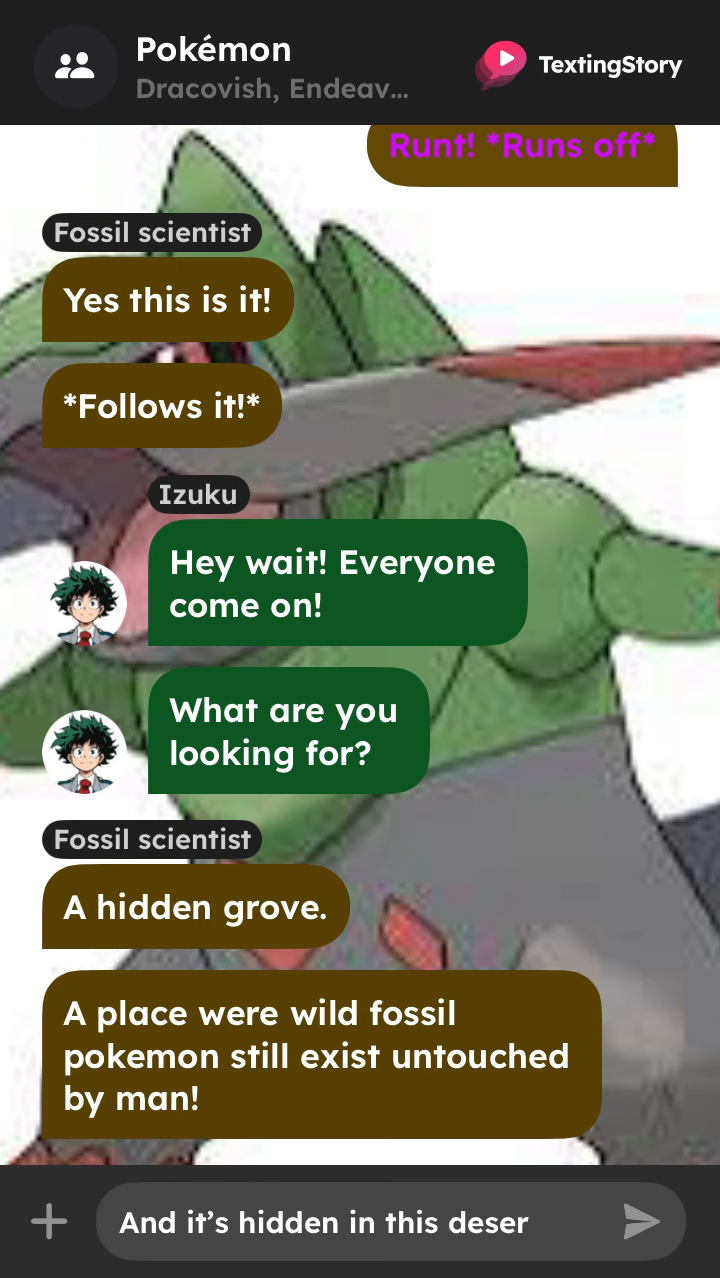 Pokémon
Dracovish, Endeav...
TextingStory
Runt! *Runs off*
Fossil scientist
Yes this is it!
*Follows it!*
Izuku
Hey wait! Everyone
come on!
What are you
looking for?
Fossil scientist
A hidden grove.
A place were wild fossil
pokemon still exist untouched
by man!
And it’s hidden in this deser